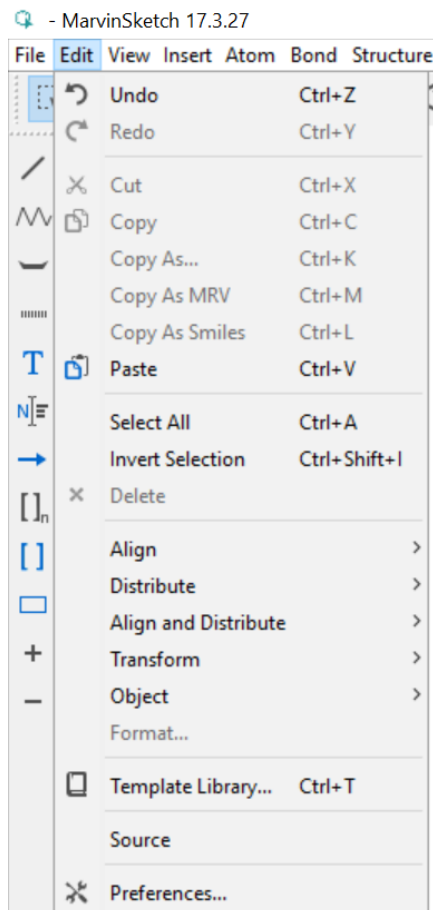 - MarvinSketch 17.3.27
File Edit View Insert Atom Bond Structure
Undo Ctrl+Z
Redo Ctrl+Y
Cut Ctrl+X
Copy Ctrl+C
Copy As... Ctrl+K
Copy As MRV Ctrl+M
Copy As Smiles Ctrl+L
T
Paste Ctrl+V
N
Select All Ctrl+A
Invert Selection Ctrl+Shift+I
Delete
[ ]n
Align
[ ]
Distribute
Align and Distribute
+
Transform
Object
Format...
Template Library... Ctrl+T
Source
Preferences...